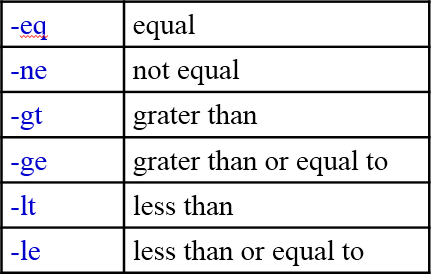 -eq equal
-ne not equal
-gt grater than
-ge grater than or equal to
-lt less than
-le less than or equal to